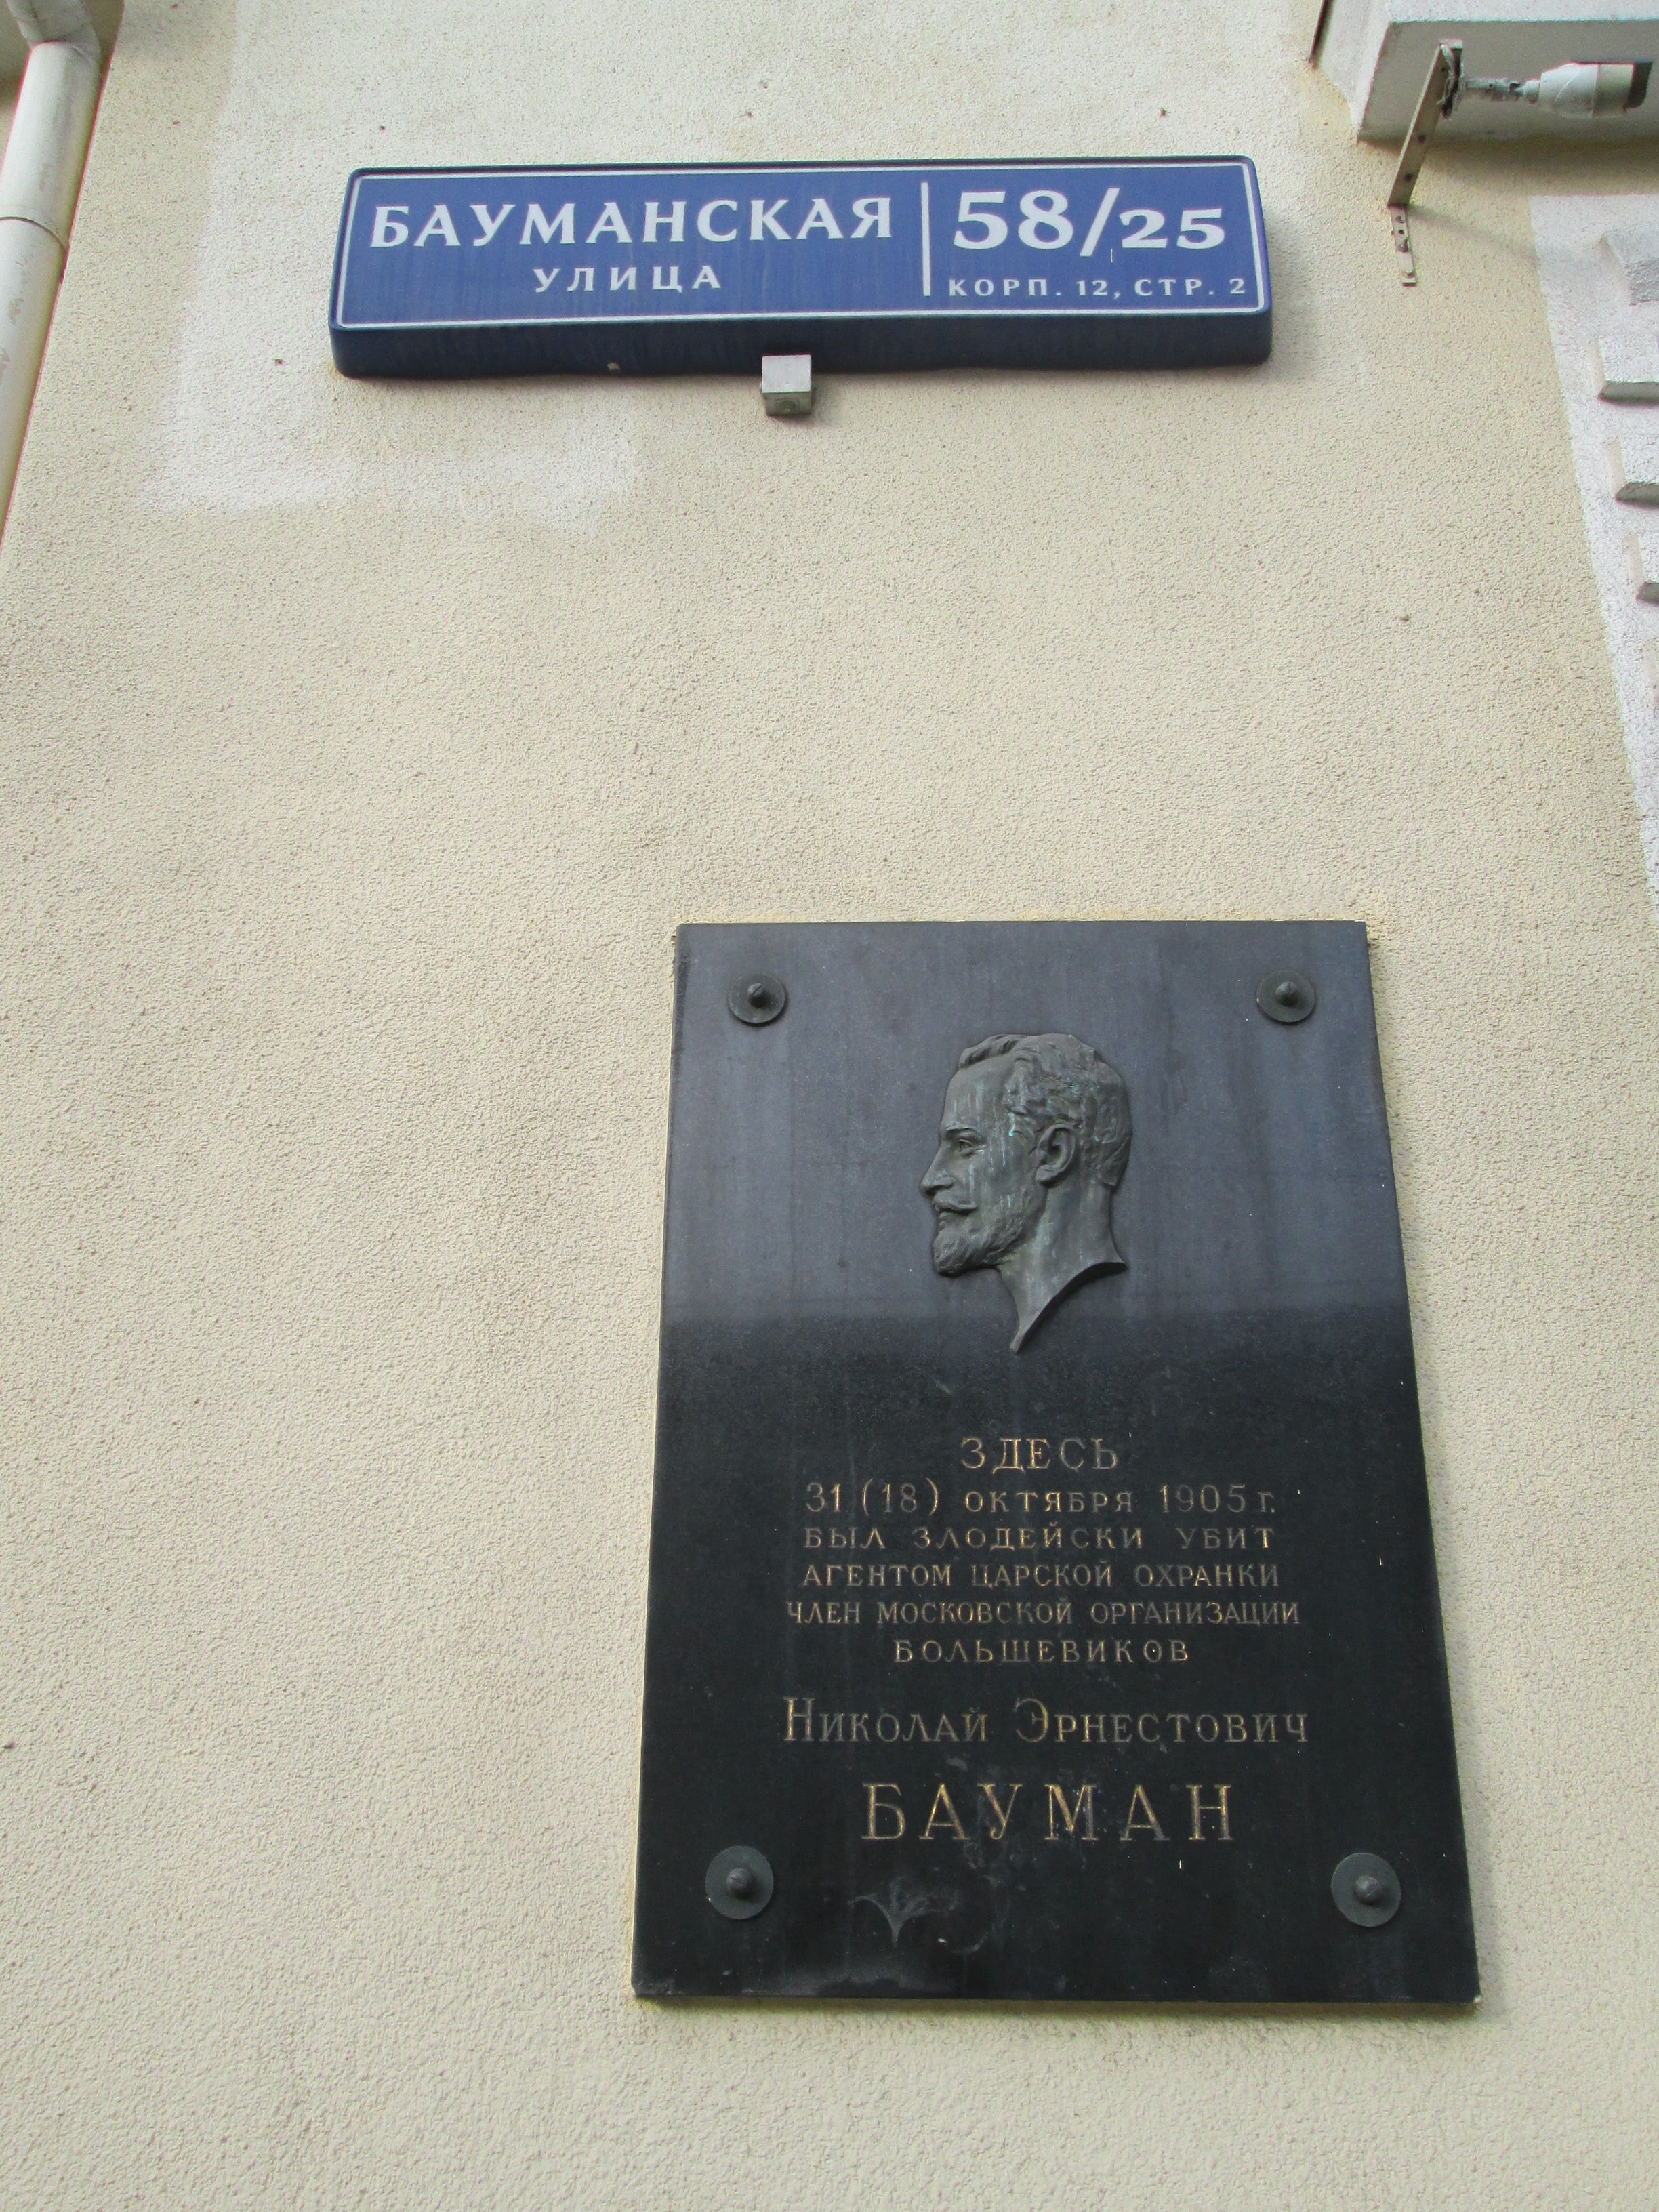 БАУМАНСКАЯ
УЛИЦА
58/25
КОРП. 12, СТР. 2
ЗДЕСЬ
31 (18) ОКТЯБРЯ 1905 г.
БЫЛ ЗЛОДЕЙСКИ УБИТ
АГЕНТОМ ЦАРСКОЙ ОХРАНКИ
ЧЛЕН МОСКОВСКОЙ ОРГАНИЗАЦИИ
БОЛЬШЕВИКОВ
НИКОЛАЙ ЭРНЕСТОВИЧ
БАУМАН